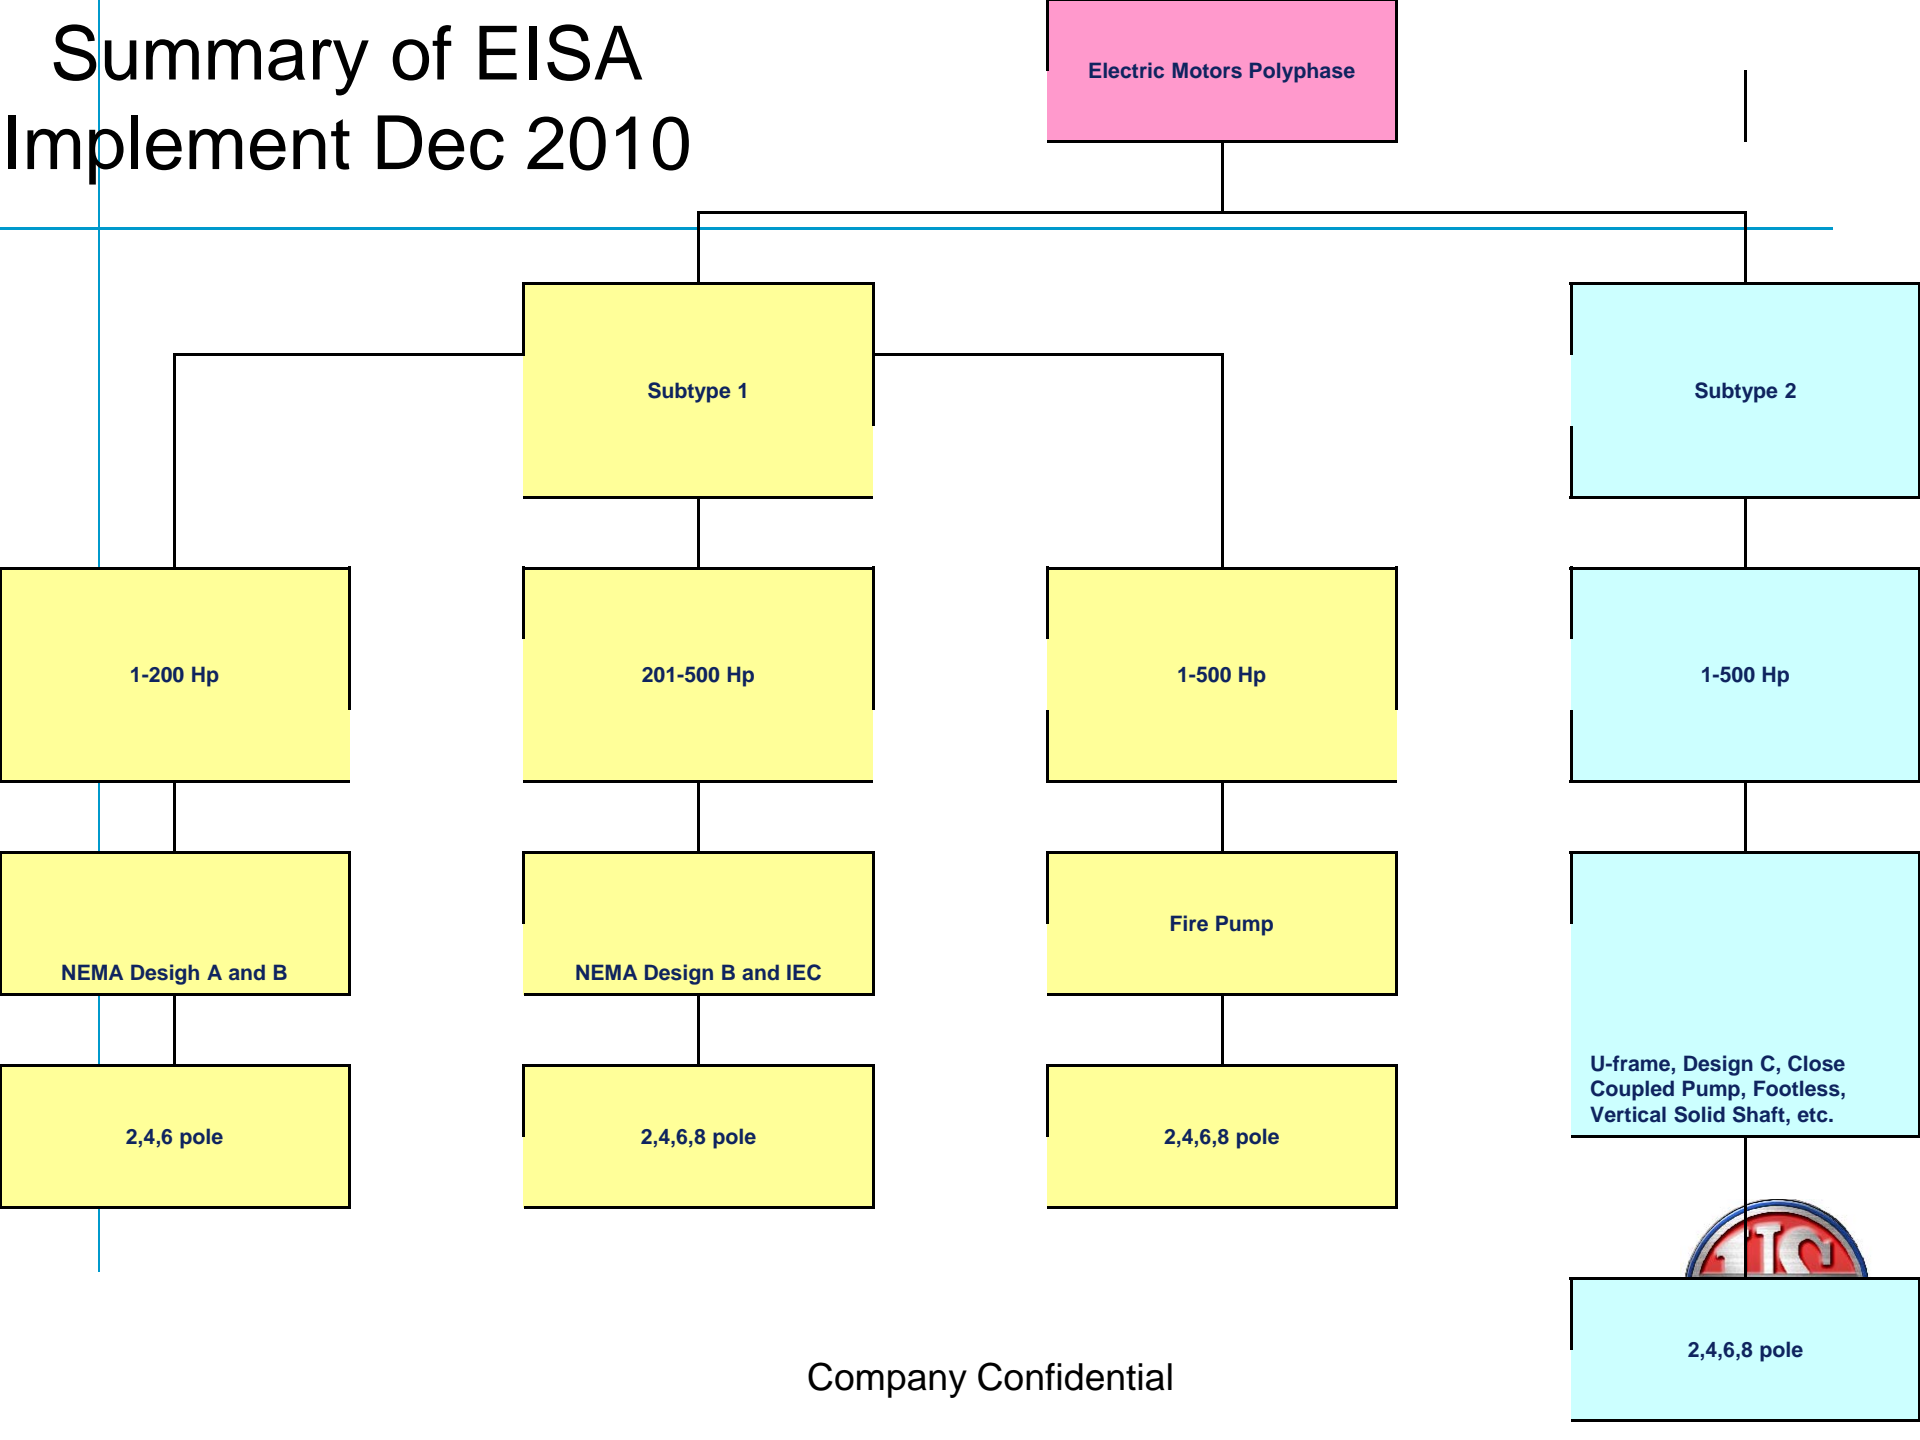 Summary of EISA
Implement Dec 2010
Electric Motors Polyphase
Subtype 1
Subtype 2
1-200 Hp
201-500 Hp
1-500 Hp
1-500 Hp
NEMA Desigh A and B
NEMA Design B and IEC
Fire Pump
U-frame, Design C, Close
Coupled Pump, Footless,
Vertical Solid Shaft, etc.
2,4,6 pole
2,4,6,8 pole
2,4,6,8 pole
US
2,4,6,8 pole
Company Confidential